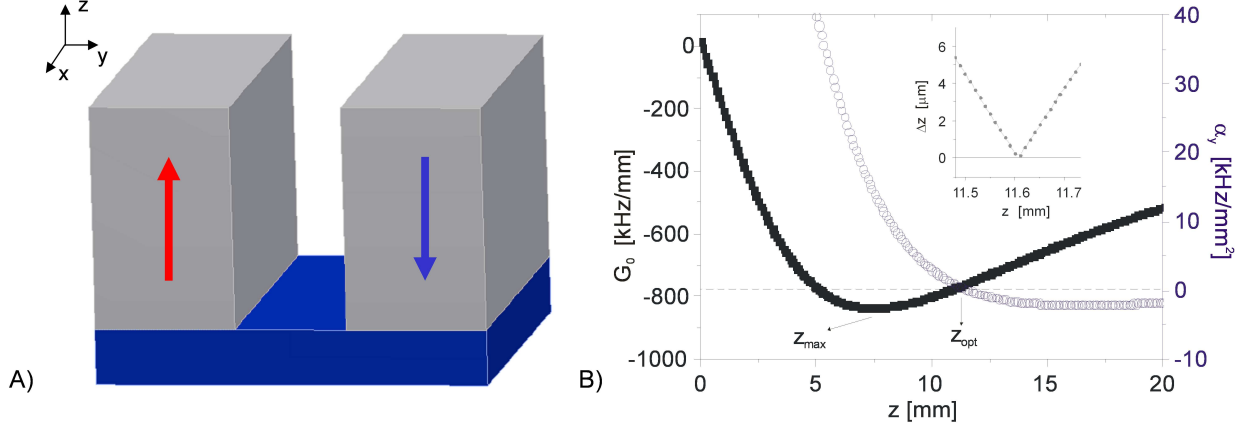 z
y
x
A)
B)
G₀ [kHz/mm]
0
-200
-400
-600
-800
-1000
0
5
10
15
20
z [mm]
z_max
z_opt
40
30
20
10
0
-10
α_y [kHz/mm²]
Δz [μm]
6
4
2
0
11.5
11.6
11.7
z [mm]